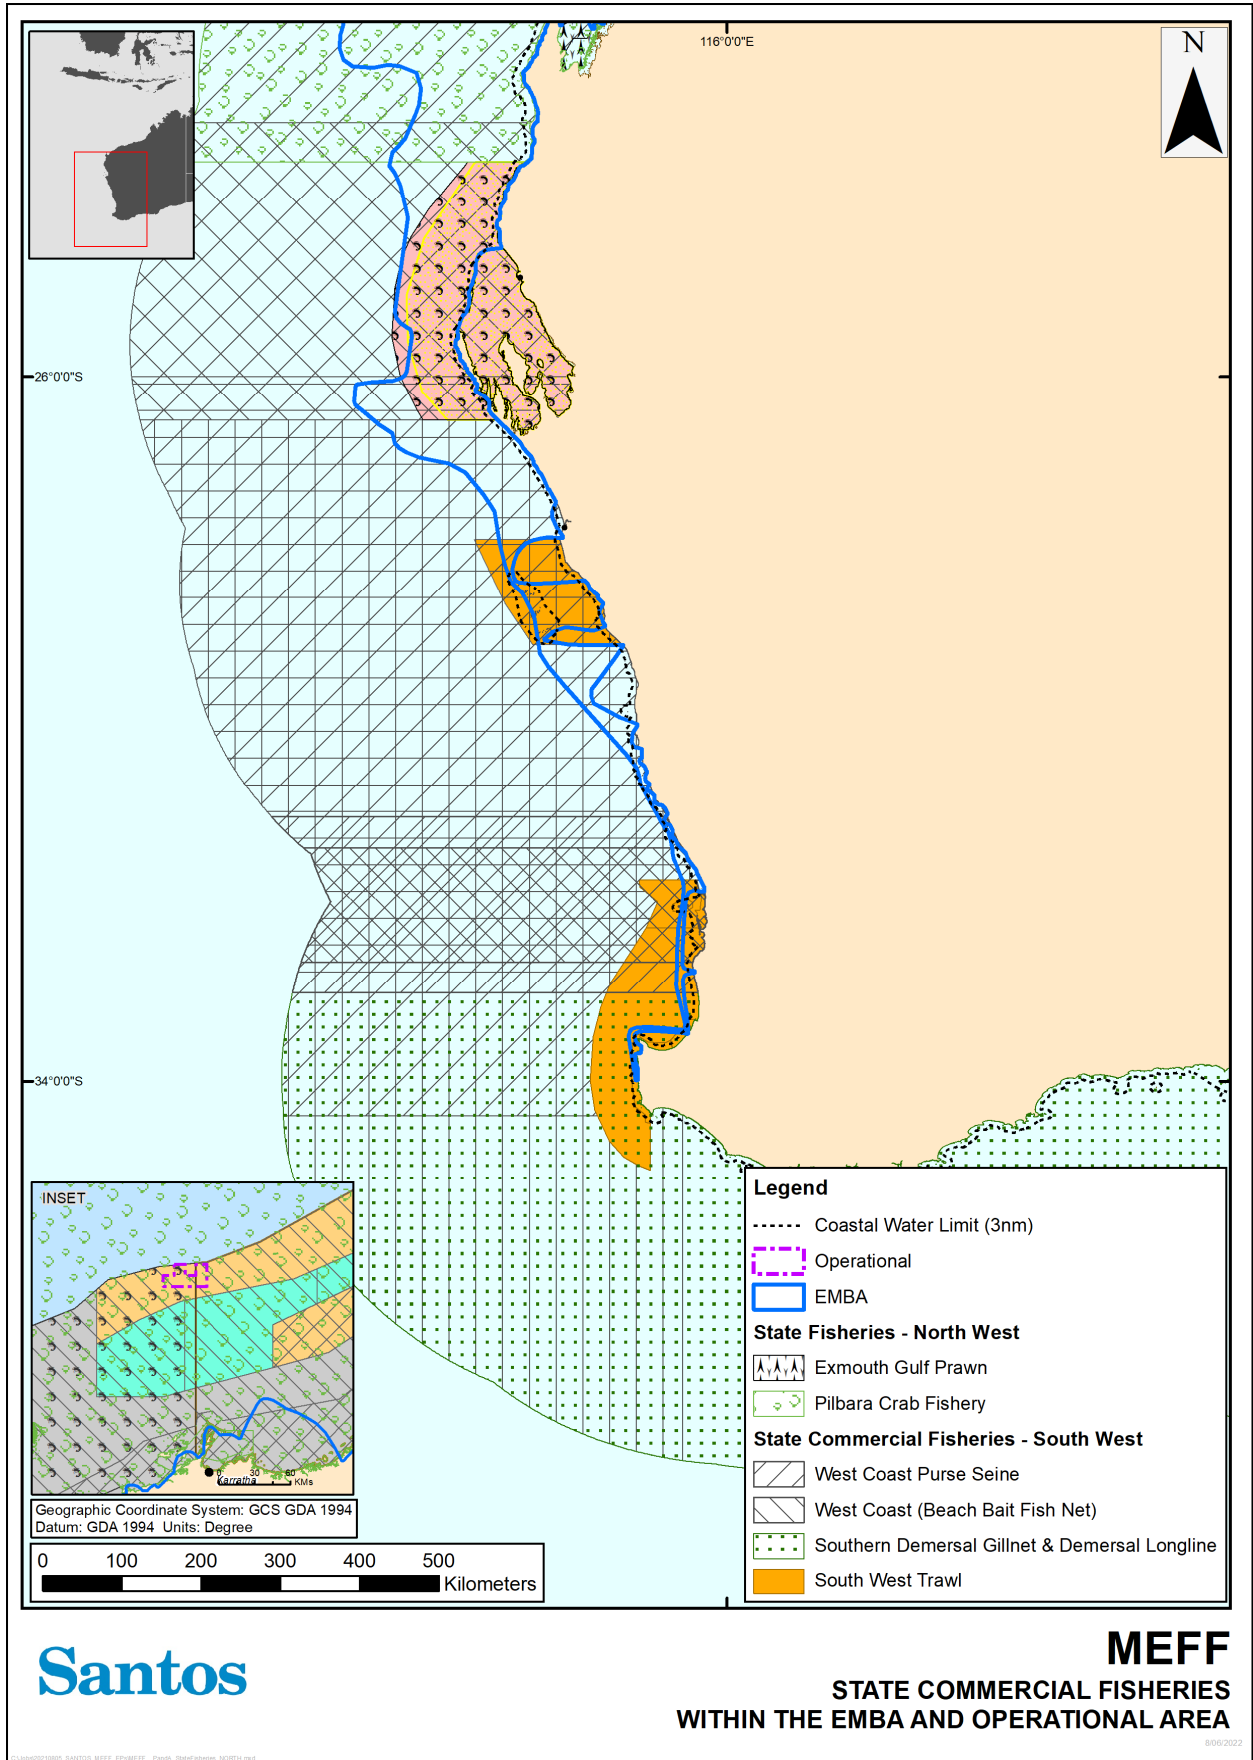 116°0'0"E
N
26°0'0"S
34°0'0"S
INSET
Karratha
0 30 60
KMs
Geographic Coordinate System: GCS GDA 1994
Datum: GDA 1994 Units: Degree
0 100 200 300 400 500
Kilometers
Legend
Coastal Water Limit (3nm)
Operational
EMBA
State Fisheries - North West
Exmouth Gulf Prawn
Pilbara Crab Fishery
State Commercial Fisheries - South West
West Coast Purse Seine
West Coast (Beach Bait Fish Net)
Southern Demersal Gillnet & Demersal Longline
South West Trawl
Santos
MEFF
STATE COMMERCIAL FISHERIES
WITHIN THE EMBA AND OPERATIONAL AREA
8/06/2022